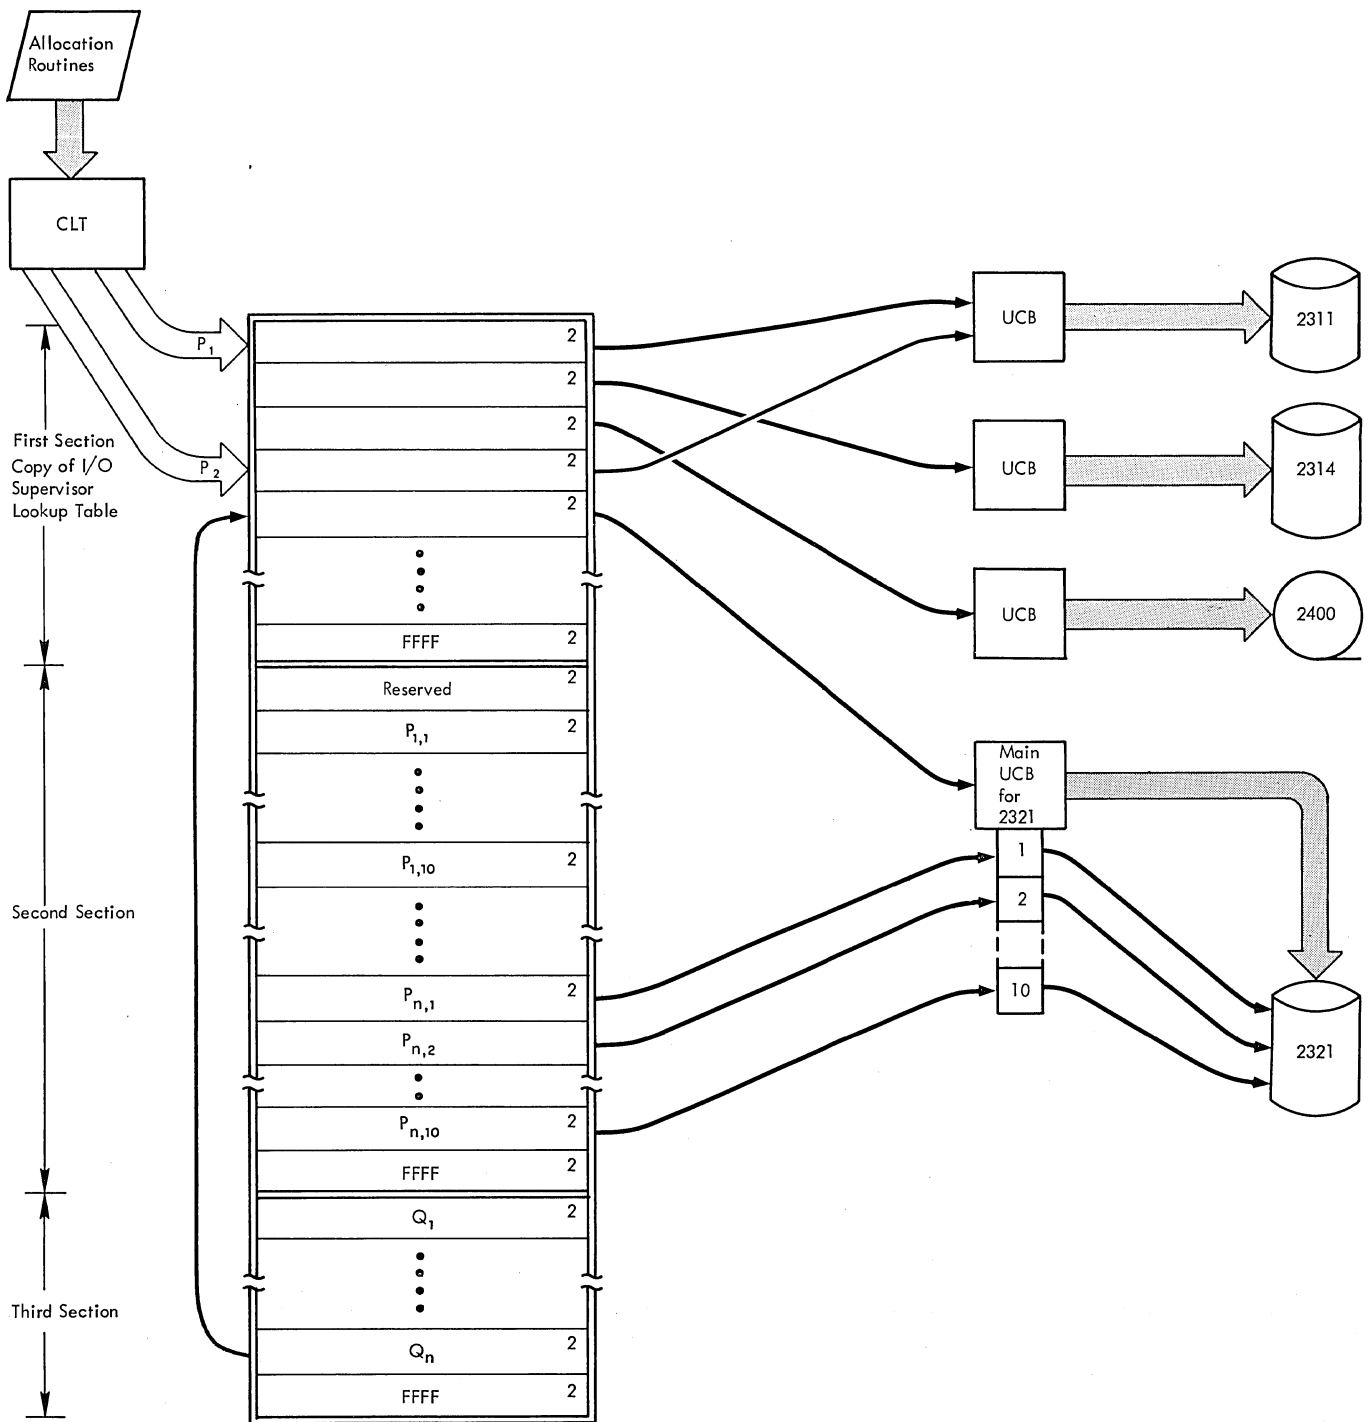 Allocation
Routines
CLT
P1
P2
First Section
Copy of I/O
Supervisor
Lookup Table
2
2
2
2
2
FFFF 2
Reserved 2
P1,1 2
P1,10 2
Second Section
Pn,1 2
Pn,2 2
Pn,10 2
FFFF 2
Q1 2
Third Section
Qn 2
FFFF 2
UCB
2311
UCB
2314
UCB
2400
Main
UCB
for
2321
1
2
10
2321